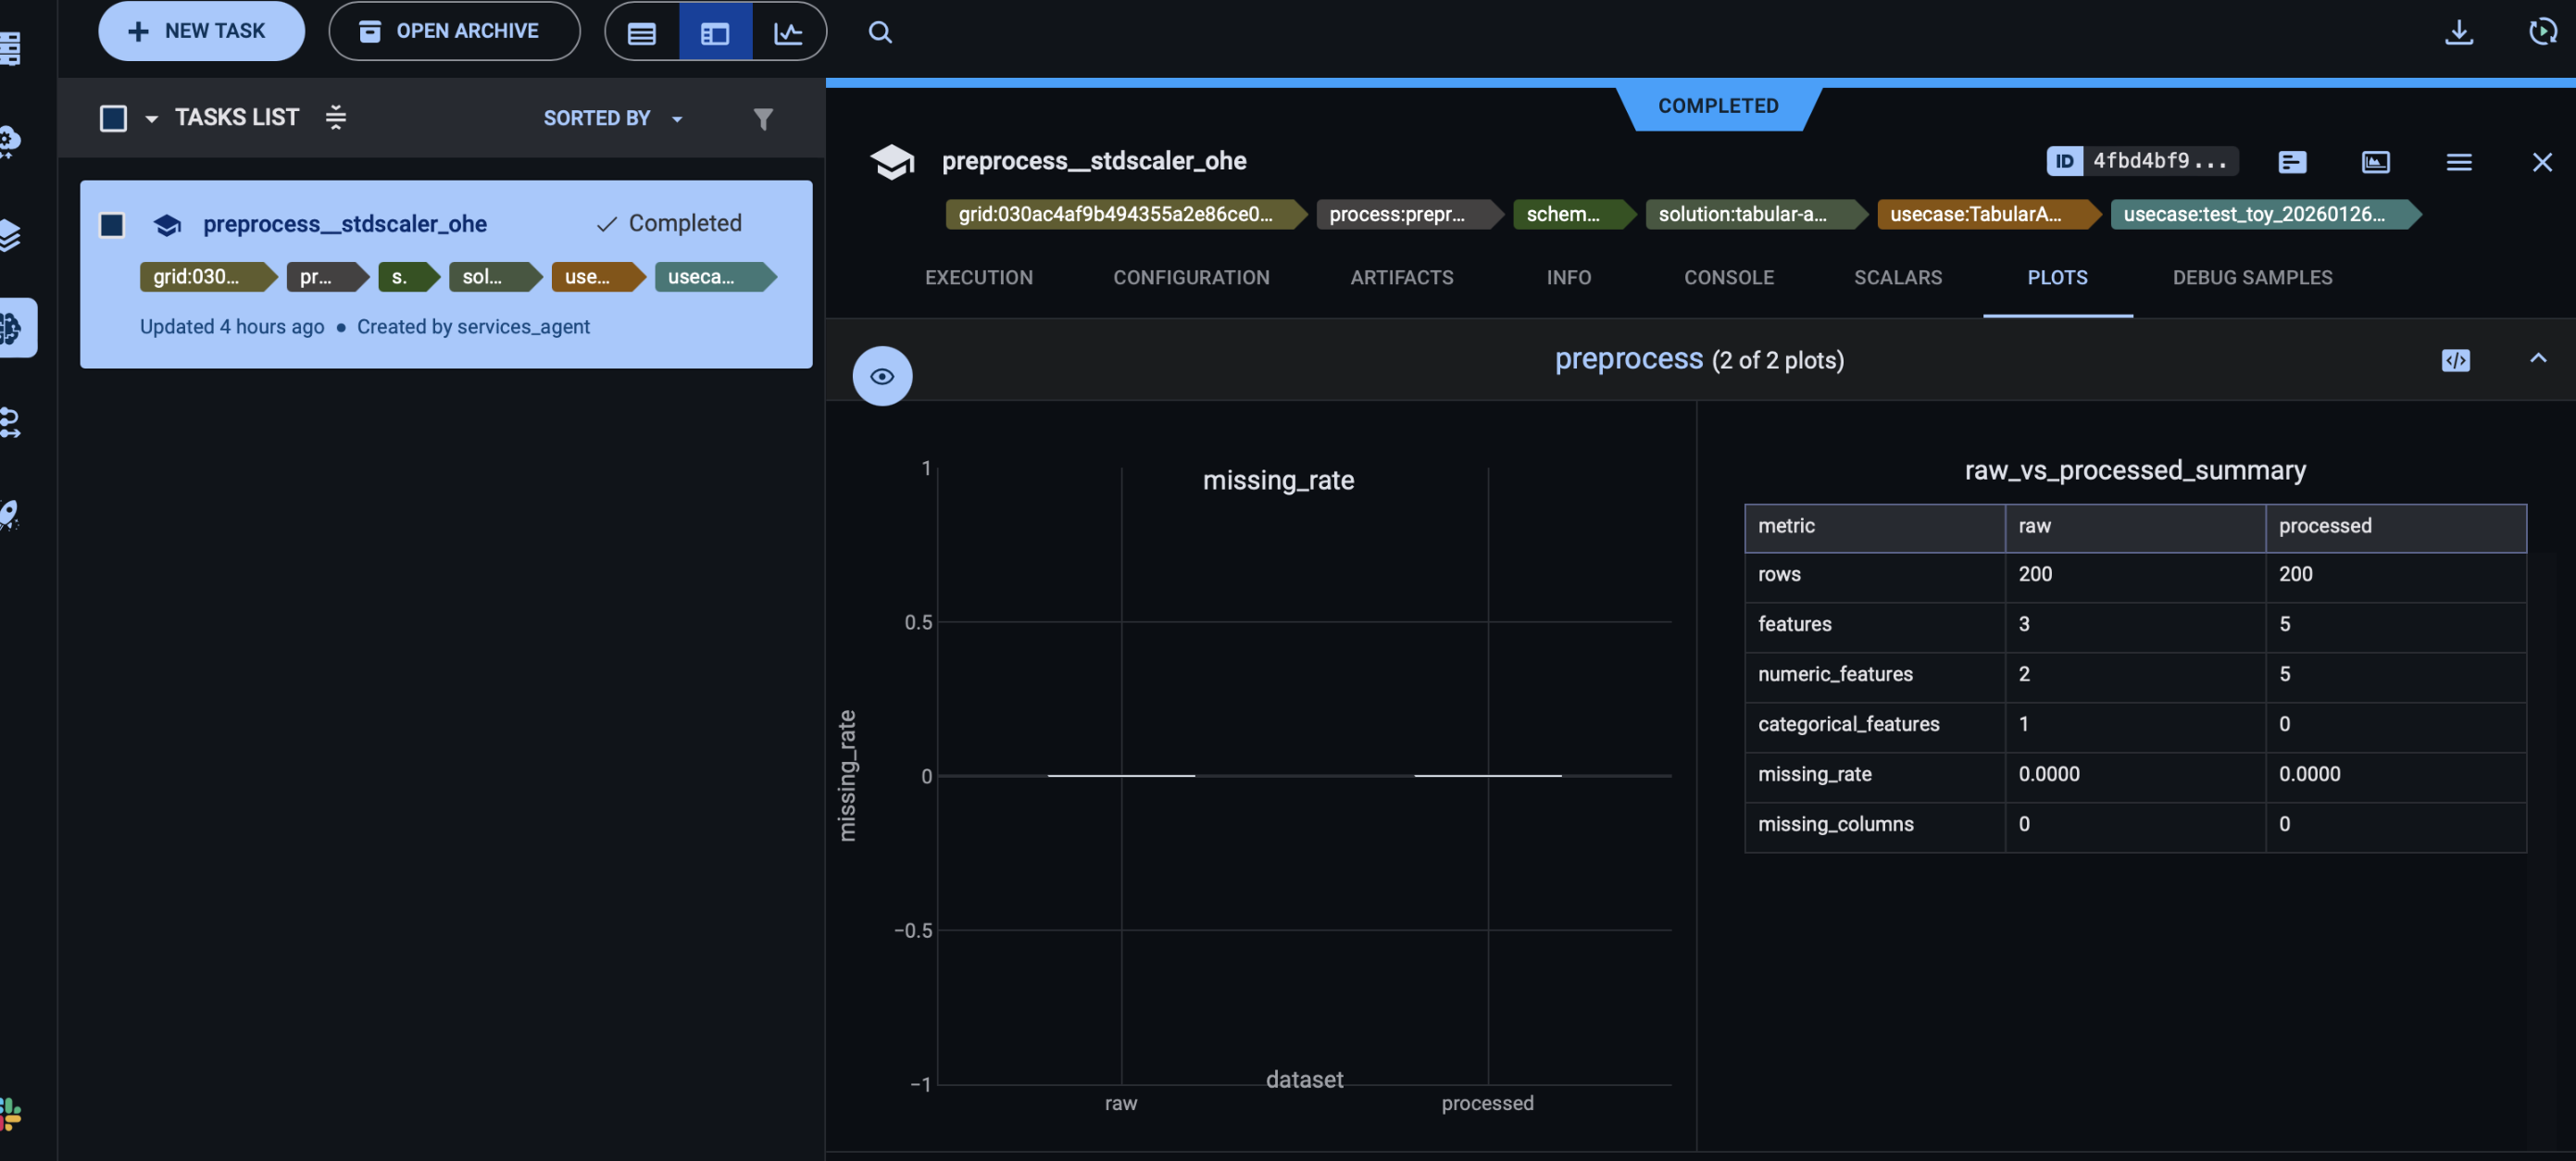 NEW TASK
OPEN ARCHIVE
TASKS LIST
SORTED BY
preprocess__stdscaler_ohe
Completed
grid:030...
pr...
s.
sol...
use...
useca...
Updated 4 hours ago • Created by services_agent
COMPLETED
preprocess__stdscaler_ohe
ID 4fbd4bf9...
grid:030ac4af9b494355a2e86ce0...
process:prepr...
schem...
solution:tabular-a...
usecase:TabularA...
usecase:test_toy_20260126...
EXECUTION
CONFIGURATION
ARTIFACTS
INFO
CONSOLE
SCALARS
PLOTS
DEBUG SAMPLES
preprocess (2 of 2 plots)
missing_rate
1
0.5
0
−0.5
−1
missing_rate
dataset
raw
processed
raw_vs_processed_summary
metric raw processed
rows 200 200
features 3 5
numeric_features 2 5
categorical_features 1 0
missing_rate 0.0000 0.0000
missing_columns 0 0